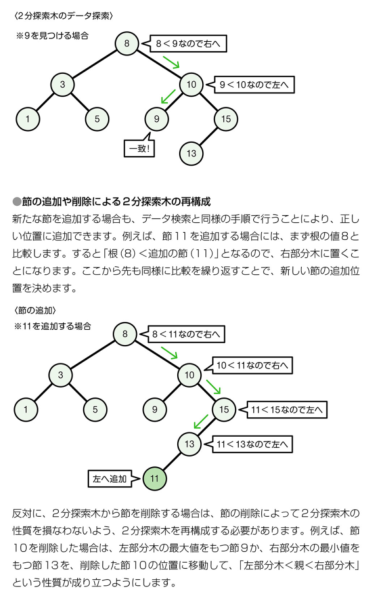 〈2分探索木のデータ探索〉
※9を見つける場合
8
8<9なので右へ
3
10
9<10なので左へ
1
5
9
15
一致!
13
●節の追加や削除による2分探索木の再構成
新たな節を追加する場合も、データ検索と同様の手順で行うことにより、正し
い位置に追加できます。例えば、節11を追加する場合には、まず根の値8と
比較します。すると「根(8)<追加の節(11)」となるので、右部分木に置くこ
とになります。ここから先も同様に比較を繰り返すことで、新しい節の追加位
置を決めます。
〈節の追加〉
※11を追加する場合
8
8<11なので右へ
10<11なので右へ
3
10
1
5
9
15
11<15なので左へ
13
11<13なので左へ
左へ追加
11
反対に、2分探索木から節を削除する場合は、節の削除によって2分探索木の
性質を損なわないよう、2分探索木を再構成する必要があります。例えば、節
10を削除した場合は、左部分木の最大値をもつ節9か、右部分木の最小値を
もつ節13を、削除した節10の位置に移動して、「左部分木<親<右部分木」
という性質が成り立つようにします。